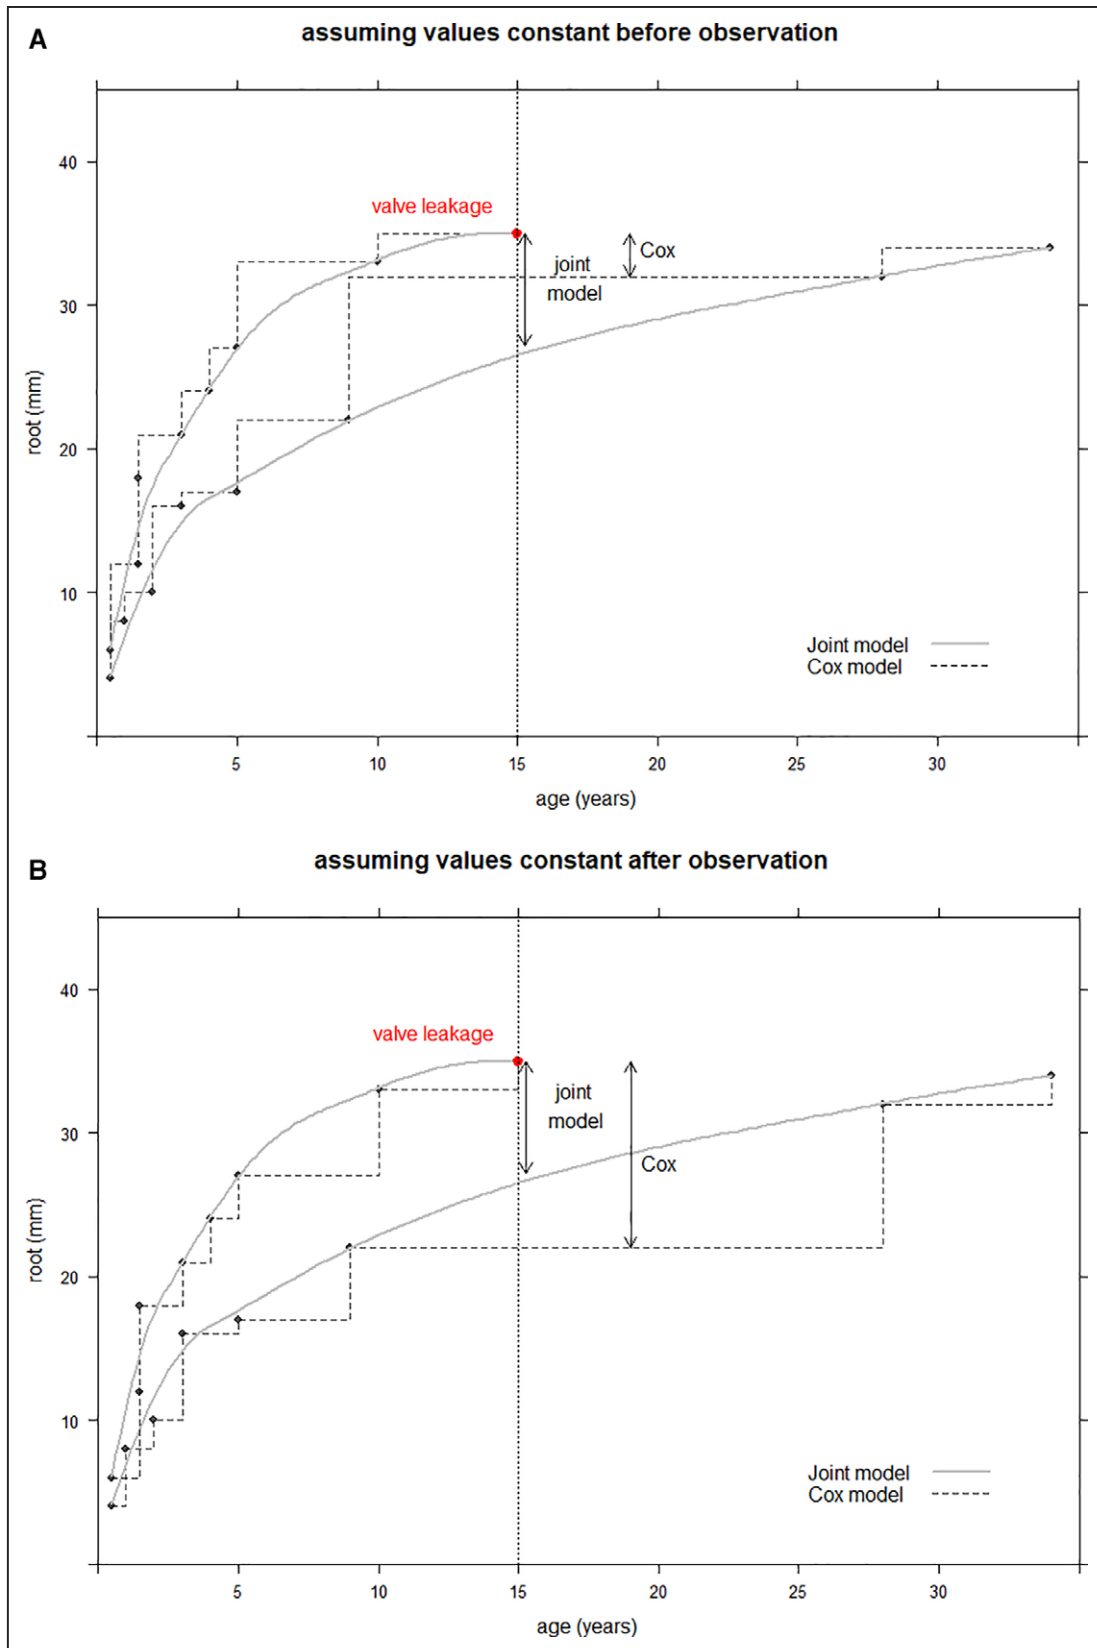 A
assuming values constant before observation
40
30
20
10
root (mm)
valve leakage
joint
model
Cox
Joint model
Cox model
5 10 15 20 25 30
age (years)
B
assuming values constant after observation
40
30
20
10
root (mm)
valve leakage
joint
model
Cox
Joint model
Cox model
5 10 15 20 25 30
age (years)